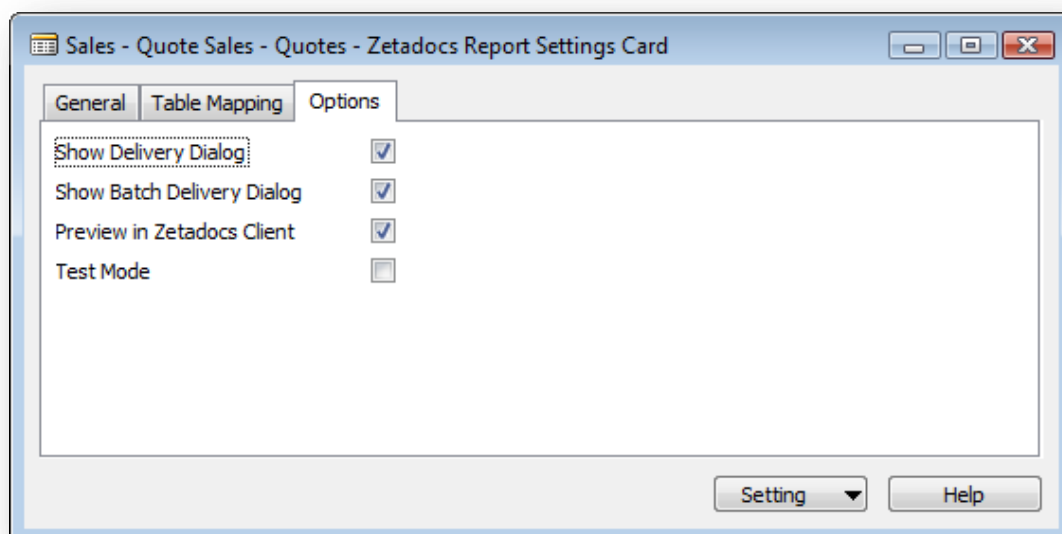 Sales - Quote Sales - Quotes - Zetadocs Report Settings Card
General Table Mapping Options
Show Delivery Dialog
Show Batch Delivery Dialog
Preview in Zetadocs Client
Test Mode
Setting Help